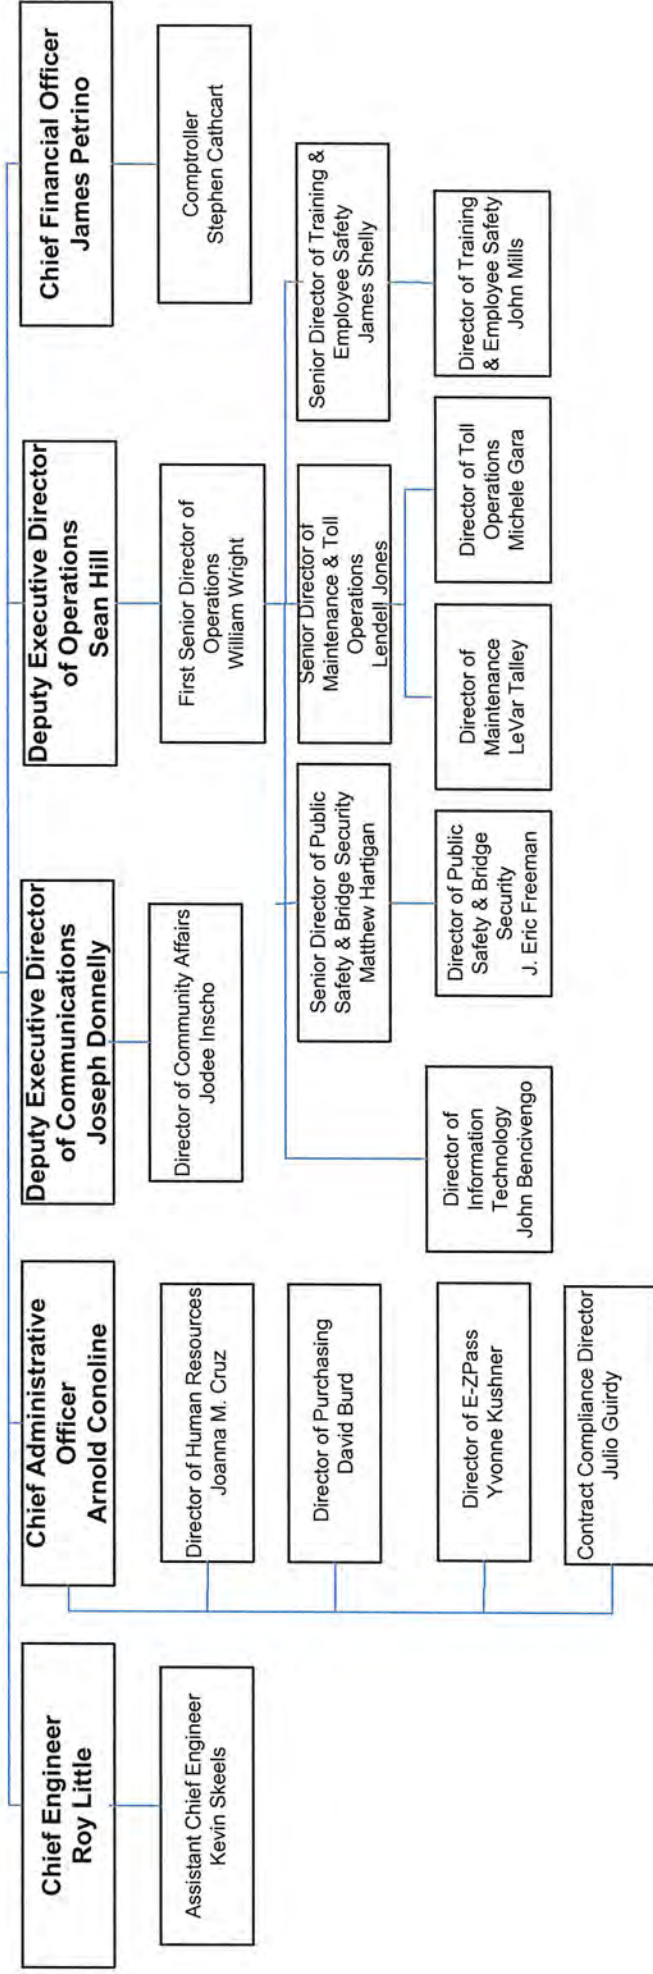 Chief Engineer
Roy Little
Assistant Chief Engineer
Kevin Skeels
Chief Administrative
Officer
Arnold Conoline
Director of Human Resources
Joanna M. Cruz
Director of Purchasing
David Burd
Director of E-ZPass
Yvonne Kushner
Contract Compliance Director
Julio Guirdy
Deputy Executive Director
of Communications
Joseph Donnelly
Director of Community Affairs
Jodee Inscho
Deputy Executive Director
of Operations
Sean Hill
First Senior Director of
Operations
William Wright
Director of
Information
Technology
John Bencivengo
Senior Director of Public
Safety & Bridge Security
Matthew Hartigan
Director of Public
Safety & Bridge
Security
J. Eric Freeman
Senior Director of
Maintenance & Toll
Operations
Lendell Jones
Director of
Maintenance
LeVar Talley
Director of Toll
Operations
Michele Gara
Senior Director of Training &
Employee Safety
James Shelly
Director of Training
& Employee Safety
John Mills
Chief Financial Officer
James Petrino
Comptroller
Stephen Cathcart